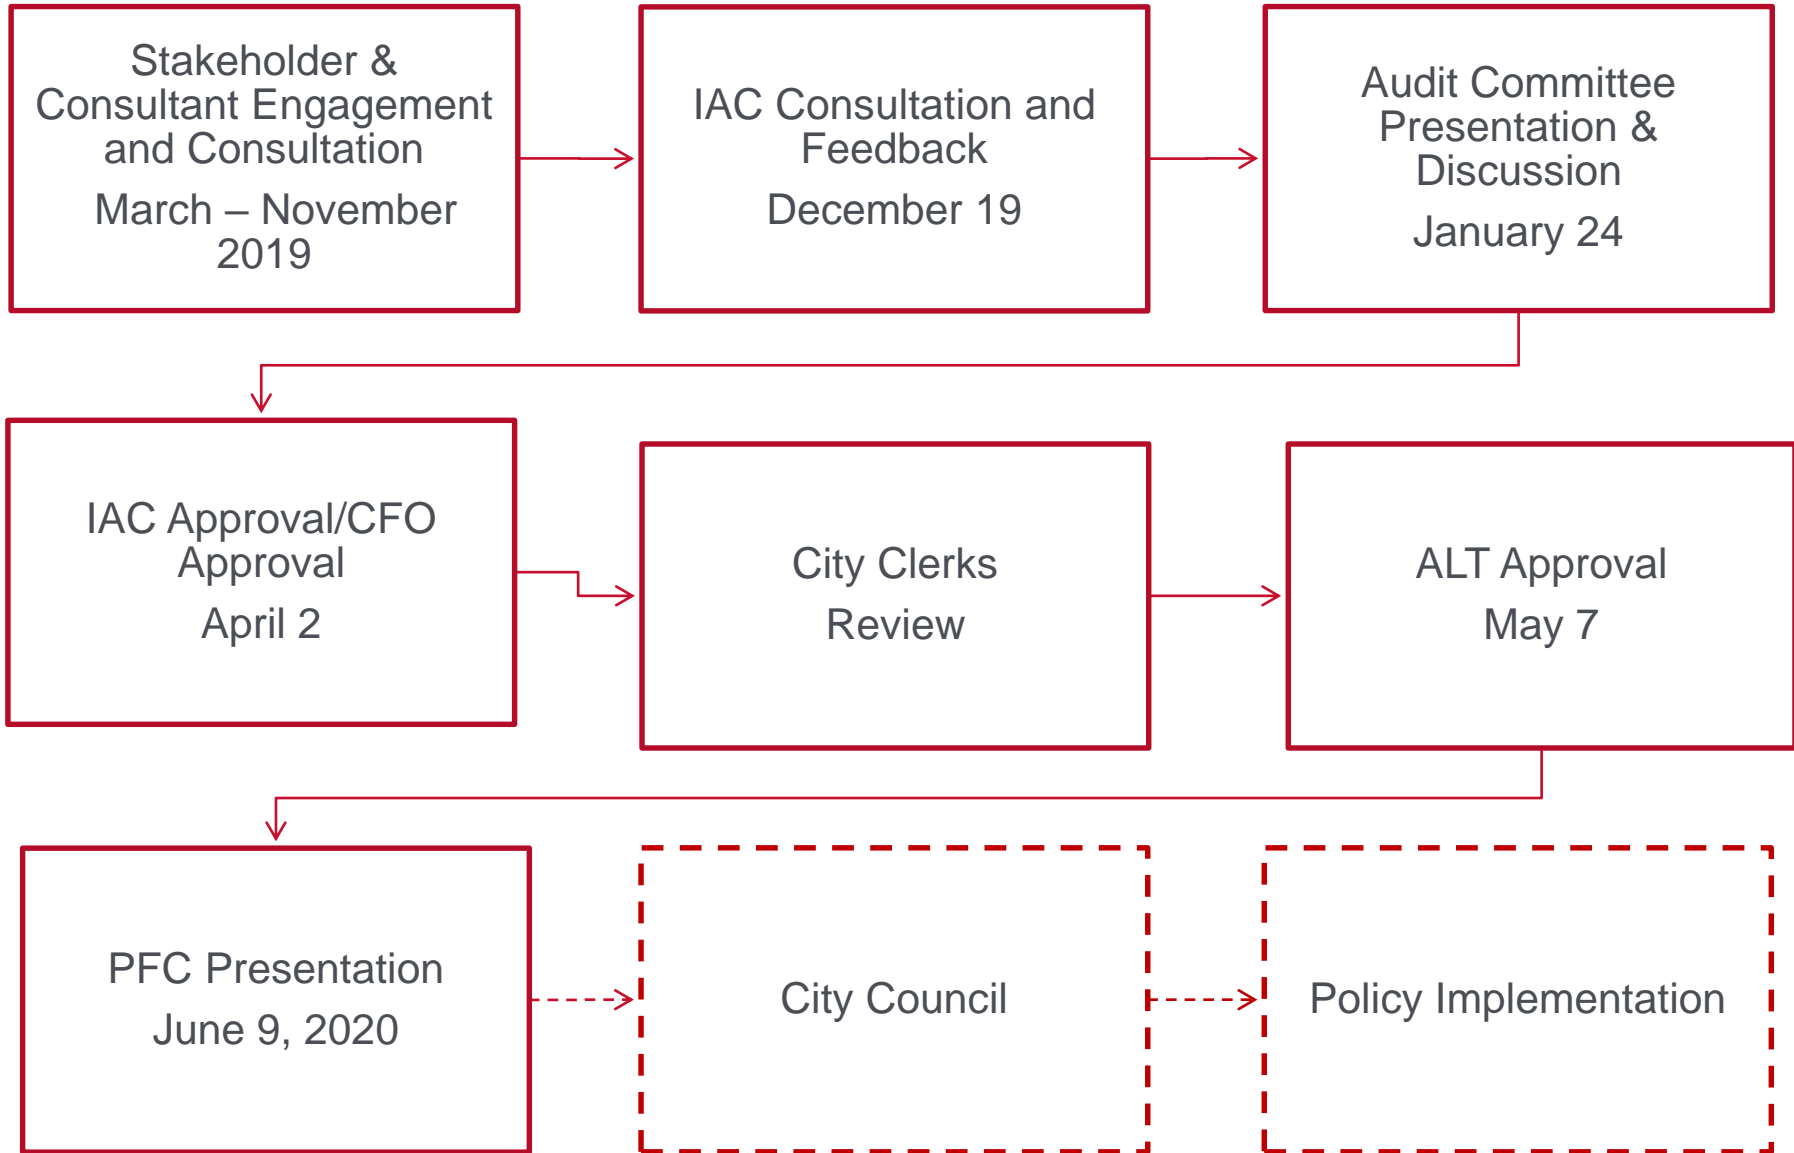 Stakeholder &
Consultant Engagement
and Consultation
March – November
2019
IAC Consultation and
Feedback
December 19
Audit Committee
Presentation &
Discussion
January 24
IAC Approval/CFO
Approval
April 2
City Clerks
Review
ALT Approval
May 7
PFC Presentation
June 9, 2020
City Council
Policy Implementation